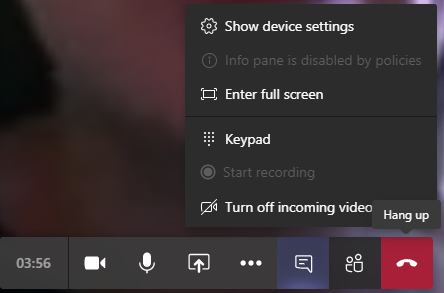 Show device settings
Info pane is disabled by policies
Enter full screen
Keypad
Start recording
Turn off incoming video
Hang up
03:56